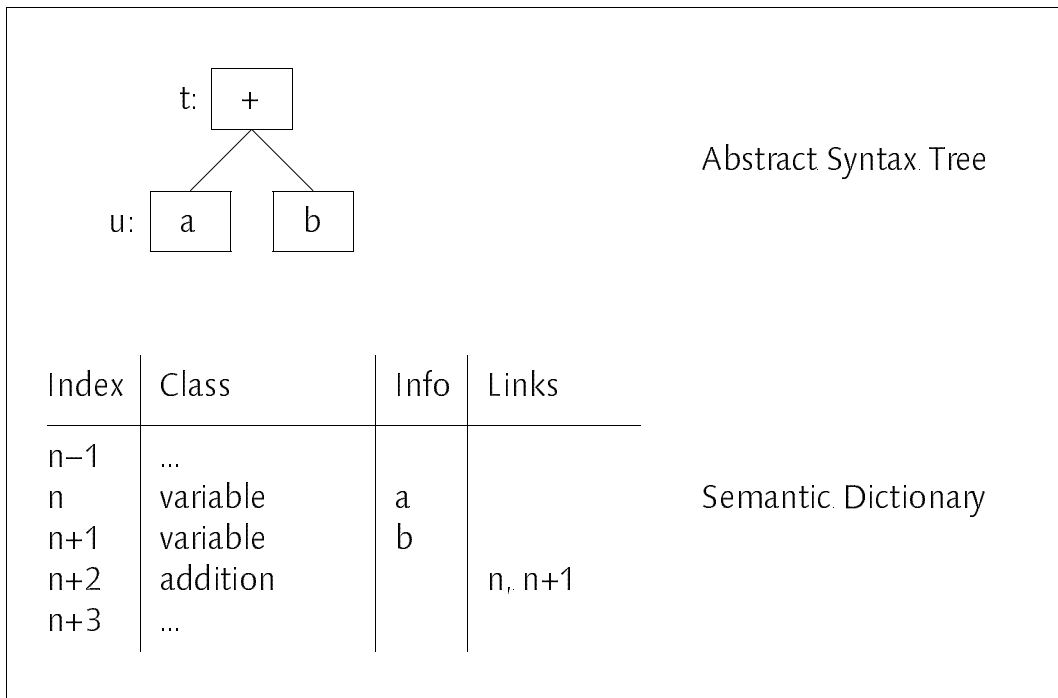 t: +
Abstract Syntax Tree
u: a b
Index Class Info Links
n–1 ...
n variable a
Semantic Dictionary
n+1 variable b
n+2 addition n, n+1
n+3 ...